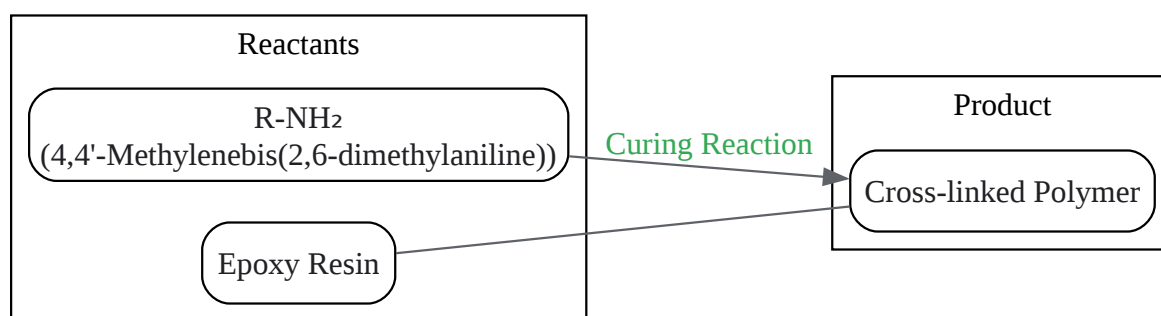 Reactants
R-NH₂
(4,4'-Methylenebis(2,6-dimethylaniline))
Epoxy Resin
Curing Reaction
Product
Cross-linked Polymer